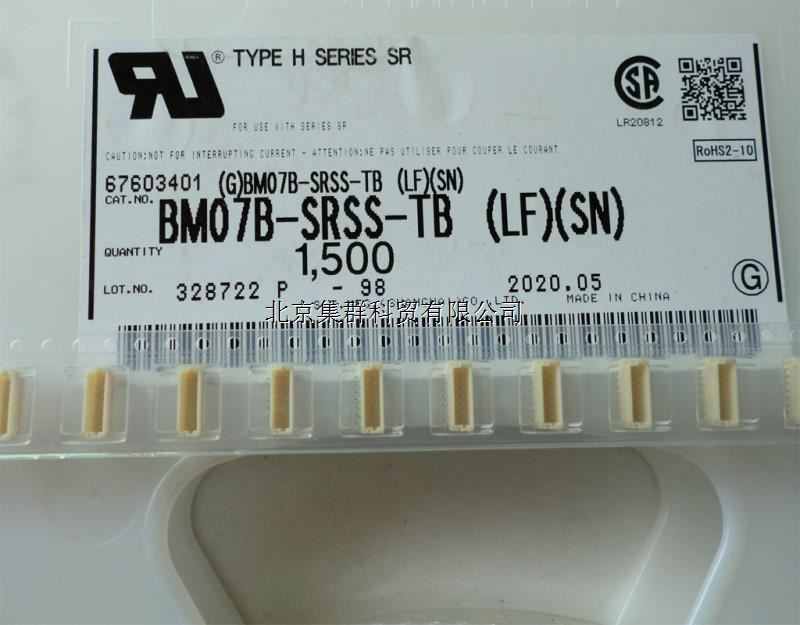 ® TYPE H SERIES SR
FOR USE WITH SERIES SR
LR20812
CAUTION:NOT FOR INTERRUPTING CURRENT - ATTENTION:NE PAS UTILISER POUR COUPER LE COURANT
RoHS2-10
67603401 (G)BM07B-SRSS-TB (LF)(SN)
CAT.NO.
BM07B-SRSS-TB (LF)(SN)
QUANTITY
1,500
G
LOT.NO. 328722 P - 98 2020.05
MADE IN CHINA
北京集群科贸有限公司